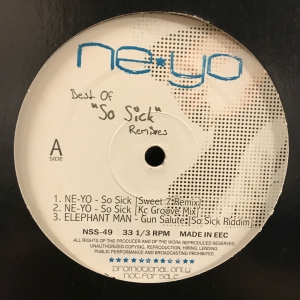 ne★yo
Best Of
"So Sick"
Remixes
A
SIDE
1. NE-YO - So Sick [Sweet 7 Remix]
2. NE-YO - So Sick [Kc Groove Mix]
3. ELEPHANT MAN - Gun Salute [So Sick Riddim]
NSS-49 33 1/3 RPM MADE IN EEC
ALL RIGHTS OF THE PRODUCER AND OF THE WORK REPRODUCED RESERVED.
UNAUTHORIZED COPYING, REPRODUCTION, HIRING, LENDING,
PUBLIC PERFORMANCE AND BROADCASTING PROHIBITED
promotional only
not for sale